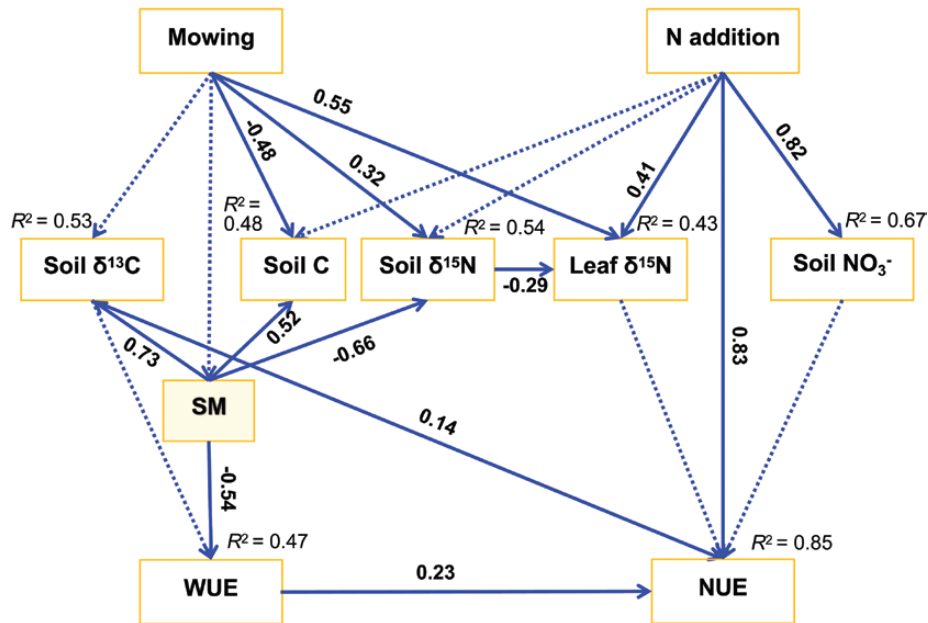 Mowing
N addition
0.55
-0.48
0.32
0.41
0.82
R² = 0.53
R² =
0.48
R² = 0.54
R² = 0.43
R² = 0.67
Soil δ¹³C
Soil C
Soil δ¹⁵N
Leaf δ¹⁵N
Soil NO₃⁻
-0.29
0.73
0.52
-0.66
0.83
SM
0.14
-0.54
R² = 0.47
R² = 0.85
WUE
0.23
NUE